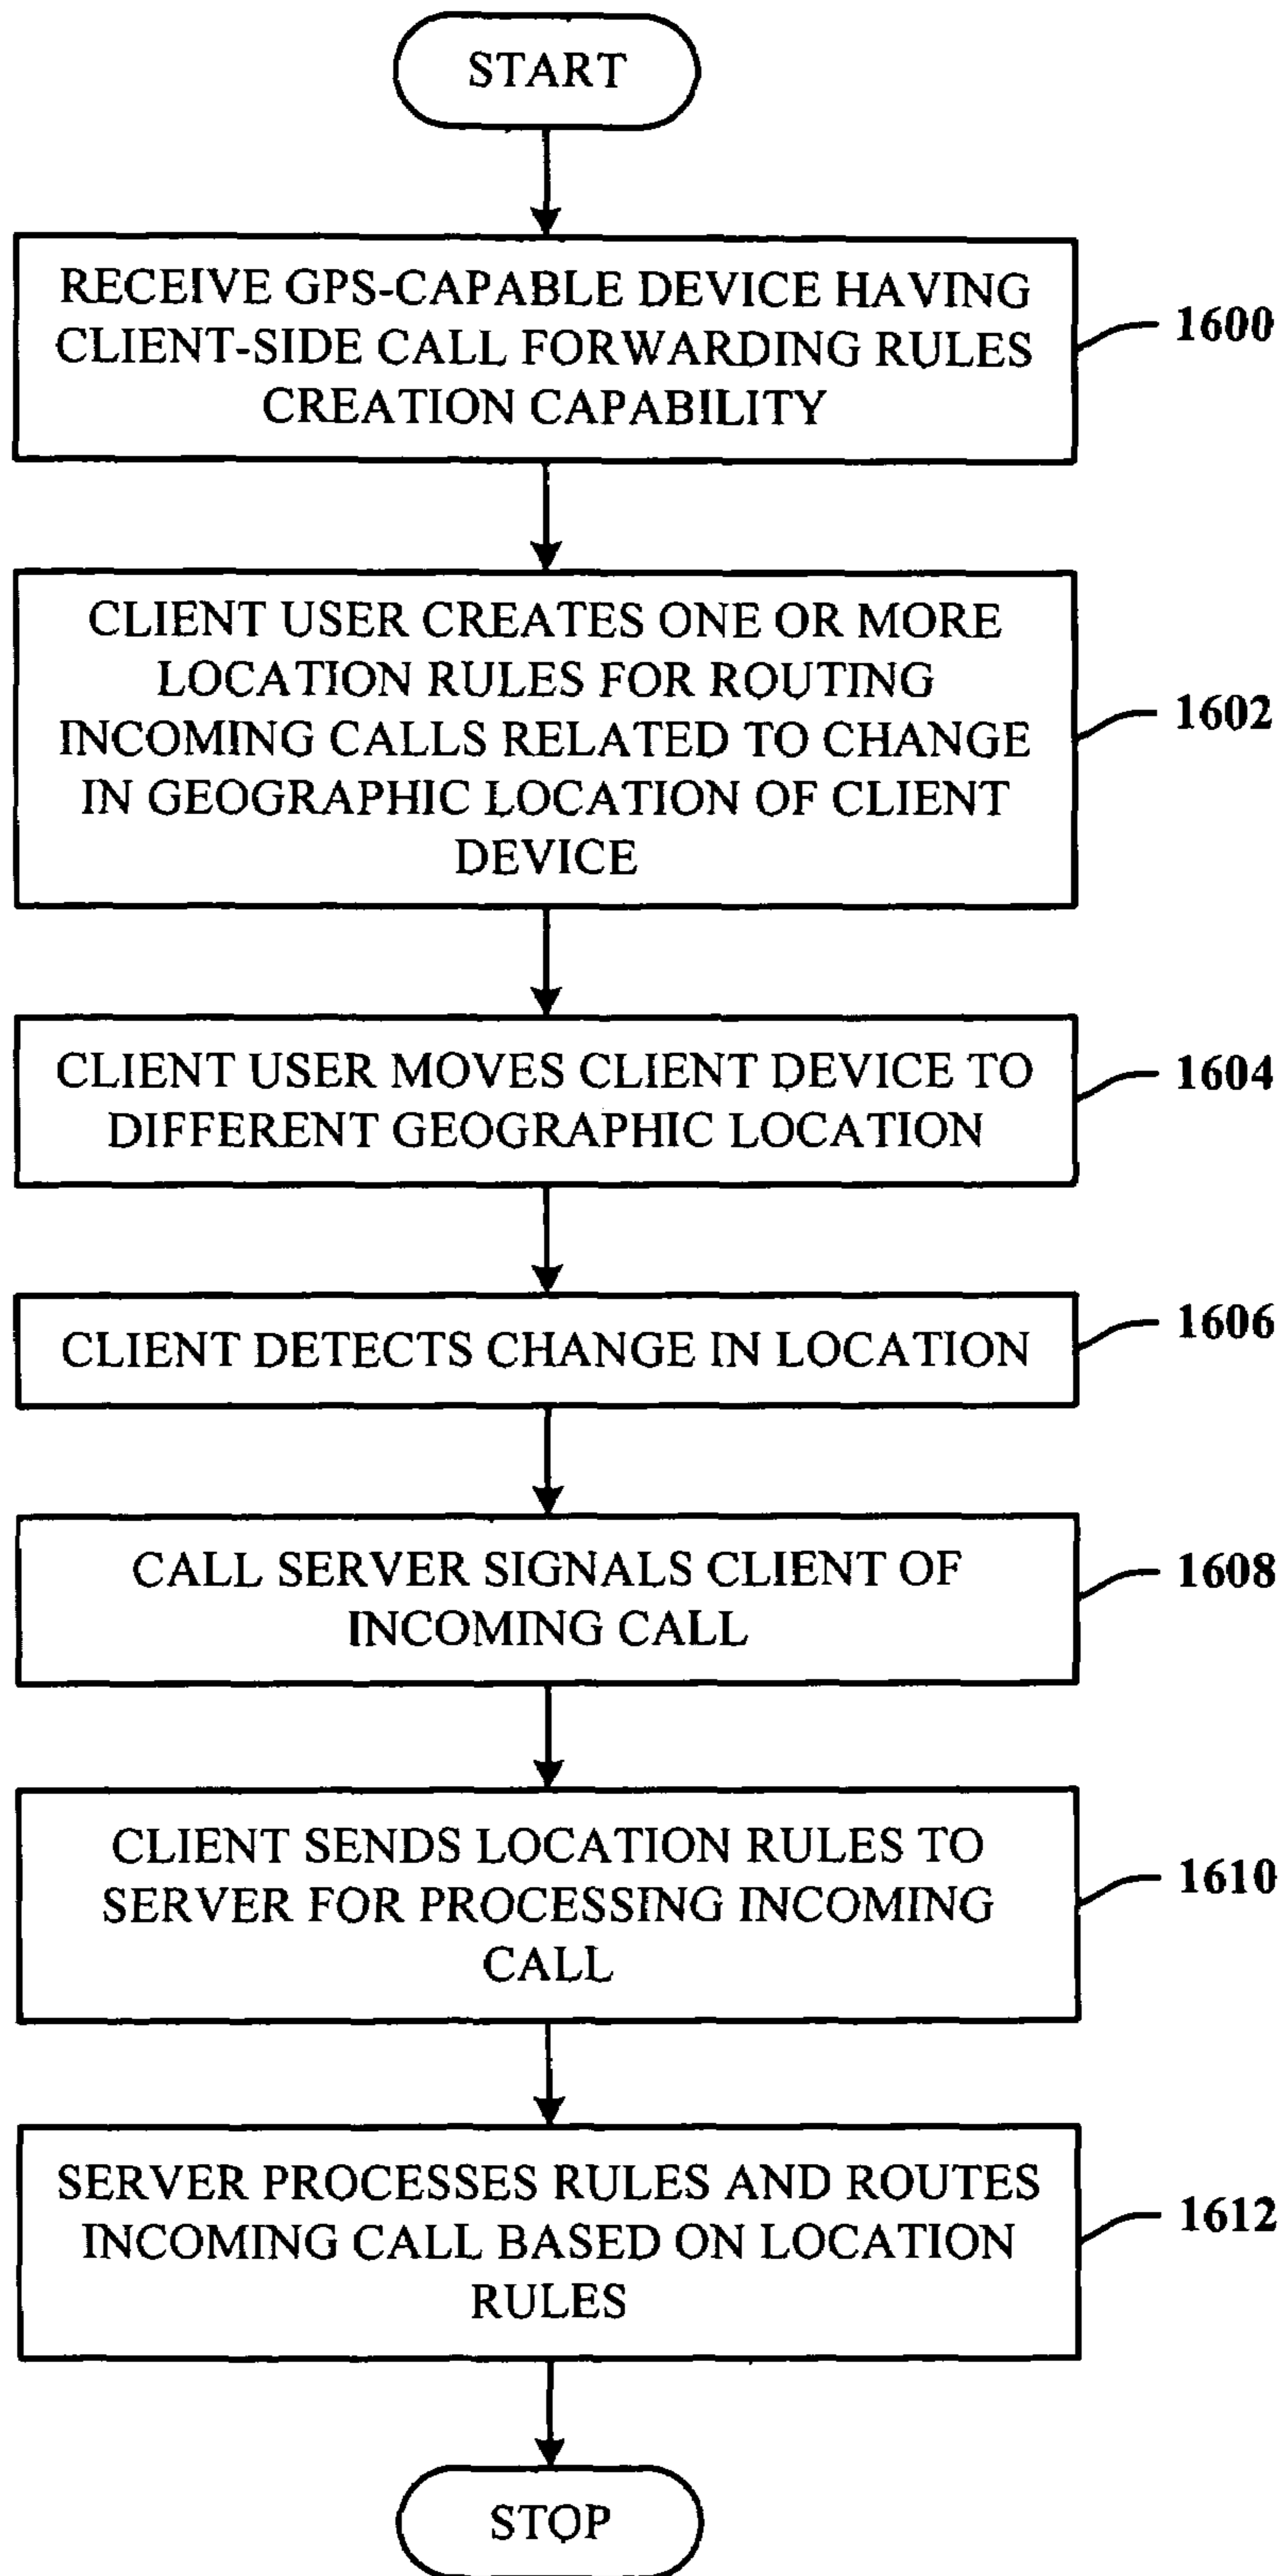 START
RECEIVE GPS-CAPABLE DEVICE HAVING
CLIENT-SIDE CALL FORWARDING RULES
CREATION CAPABILITY
1600
CLIENT USER CREATES ONE OR MORE
LOCATION RULES FOR ROUTING
INCOMING CALLS RELATED TO CHANGE
IN GEOGRAPHIC LOCATION OF CLIENT
DEVICE
1602
CLIENT USER MOVES CLIENT DEVICE TO
DIFFERENT GEOGRAPHIC LOCATION
1604
CLIENT DETECTS CHANGE IN LOCATION
1606
CALL SERVER SIGNALS CLIENT OF
INCOMING CALL
1608
CLIENT SENDS LOCATION RULES TO
SERVER FOR PROCESSING INCOMING
CALL
1610
SERVER PROCESSES RULES AND ROUTES
INCOMING CALL BASED ON LOCATION
RULES
1612
STOP